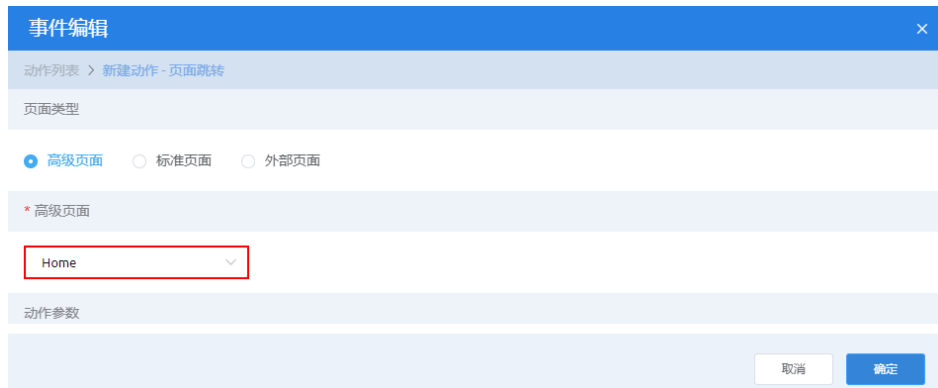 事件编辑
动作列表 > 新建动作 - 页面跳转
页面类型
高级页面 标准页面 外部页面
* 高级页面
Home
动作参数
取消 确定